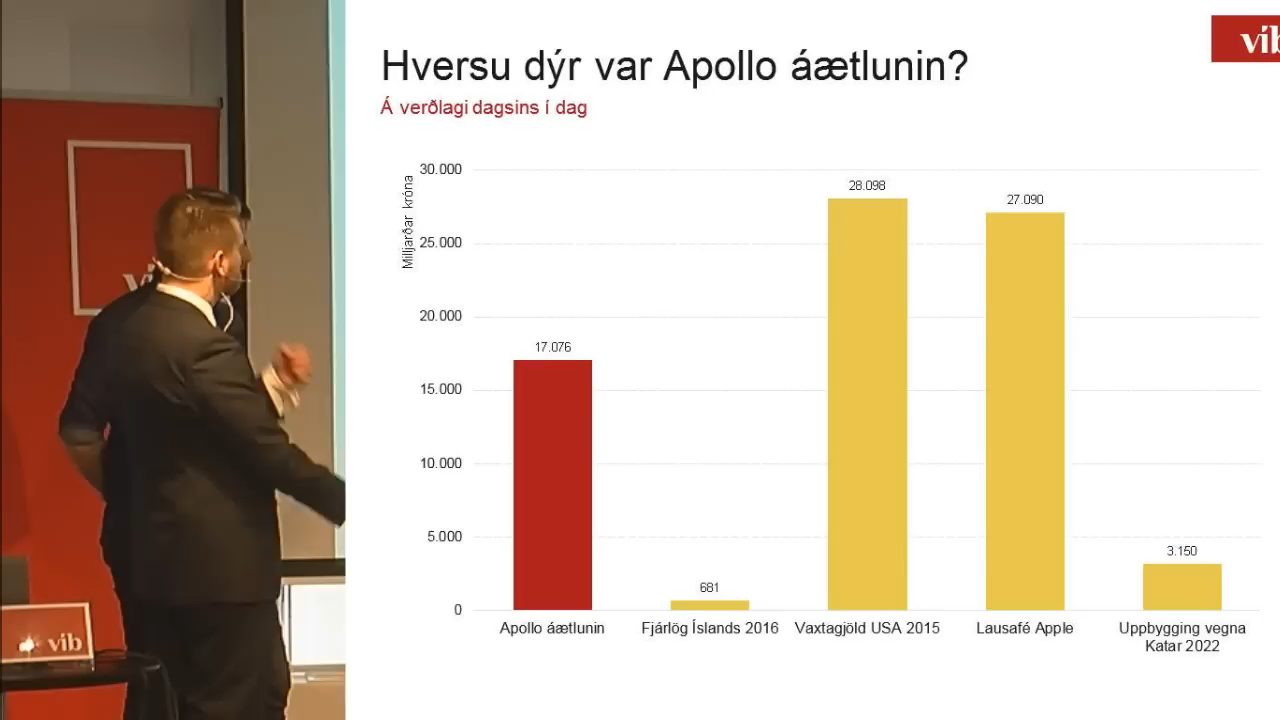 Hversu dýr var Apollo áætlunin?
Á verðlagi dagsins í dag
Milljarðar króna
30.000
25.000
20.000
15.000
10.000
5.000
0
17.076
681
28.098
27.090
3.150
Apollo áætlunin
Fjárlög Íslands 2016
Vaxtagjöld USA 2015
Lausafé Apple
Uppbygging vegna
Katar 2022
víb